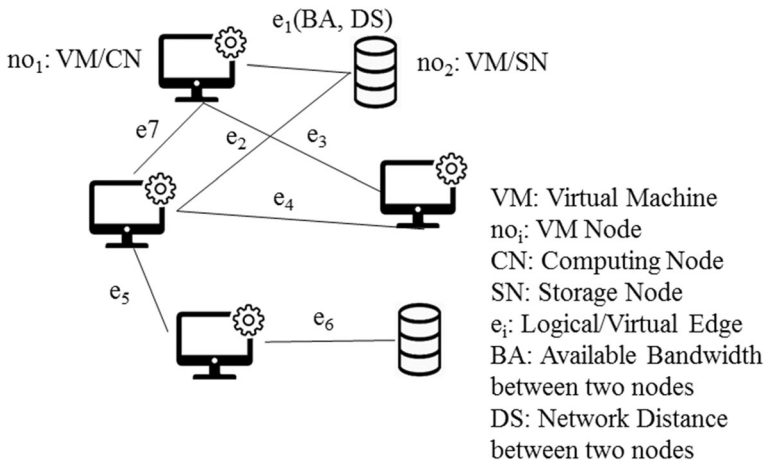 e₁(BA, DS)
no₁: VM/CN
no₂: VM/SN
e7
e₂
e₃
e₄
e₅
e₆
VM: Virtual Machine
noᵢ: VM Node
CN: Computing Node
SN: Storage Node
eᵢ: Logical/Virtual Edge
BA: Available Bandwidth
between two nodes
DS: Network Distance
between two nodes